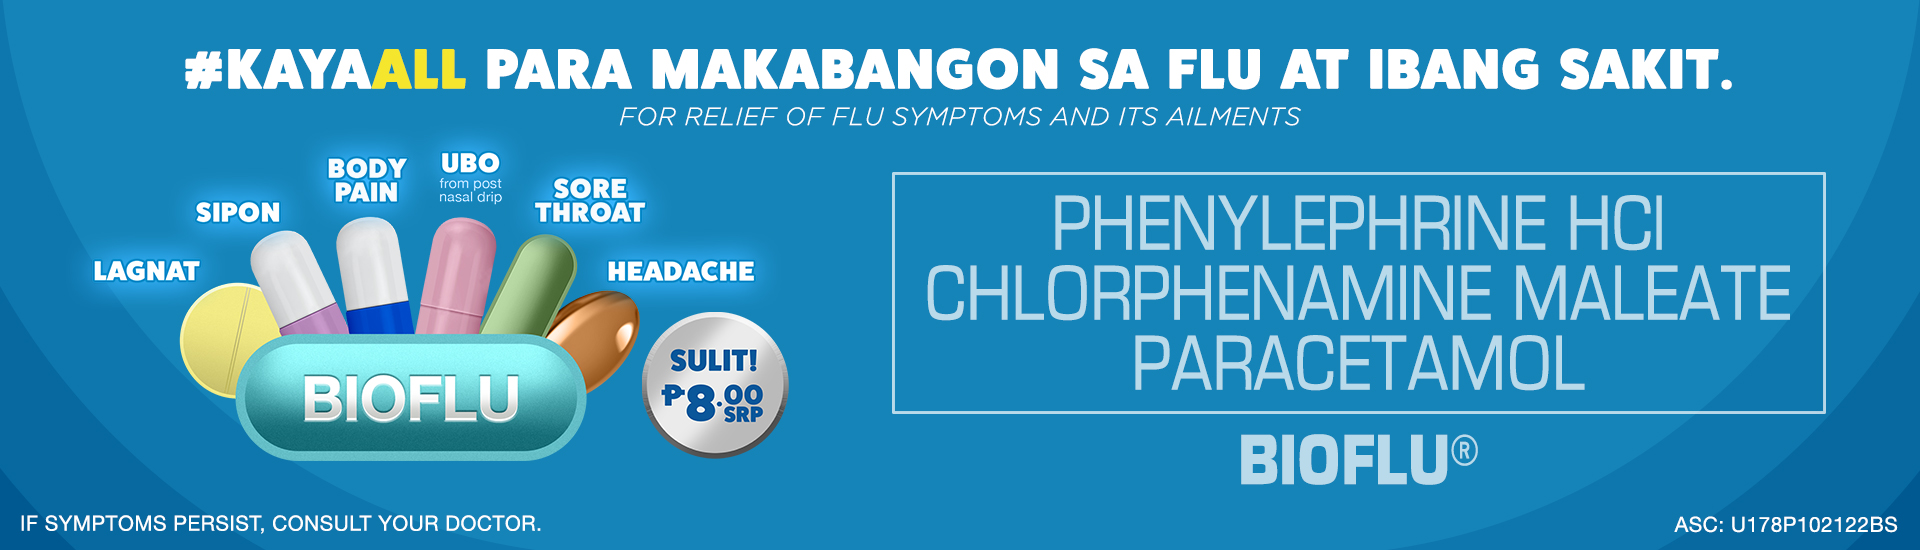 #KAYAALL PARA MAKABANGON SA FLU AT IBANG SAKIT.
FOR RELIEF OF FLU SYMPTOMS AND ITS AILMENTS
LAGNAT
SIPON
BODY
PAIN
UBO
from post
nasal drip
SORE
THROAT
HEADACHE
BIOFLU
SULIT!
₱8.00
SRP
PHENYLEPHRINE HCl
CHLORPHENAMINE MALEATE
PARACETAMOL
BIOFLU®
IF SYMPTOMS PERSIST, CONSULT YOUR DOCTOR.
ASC: U178P102122BS